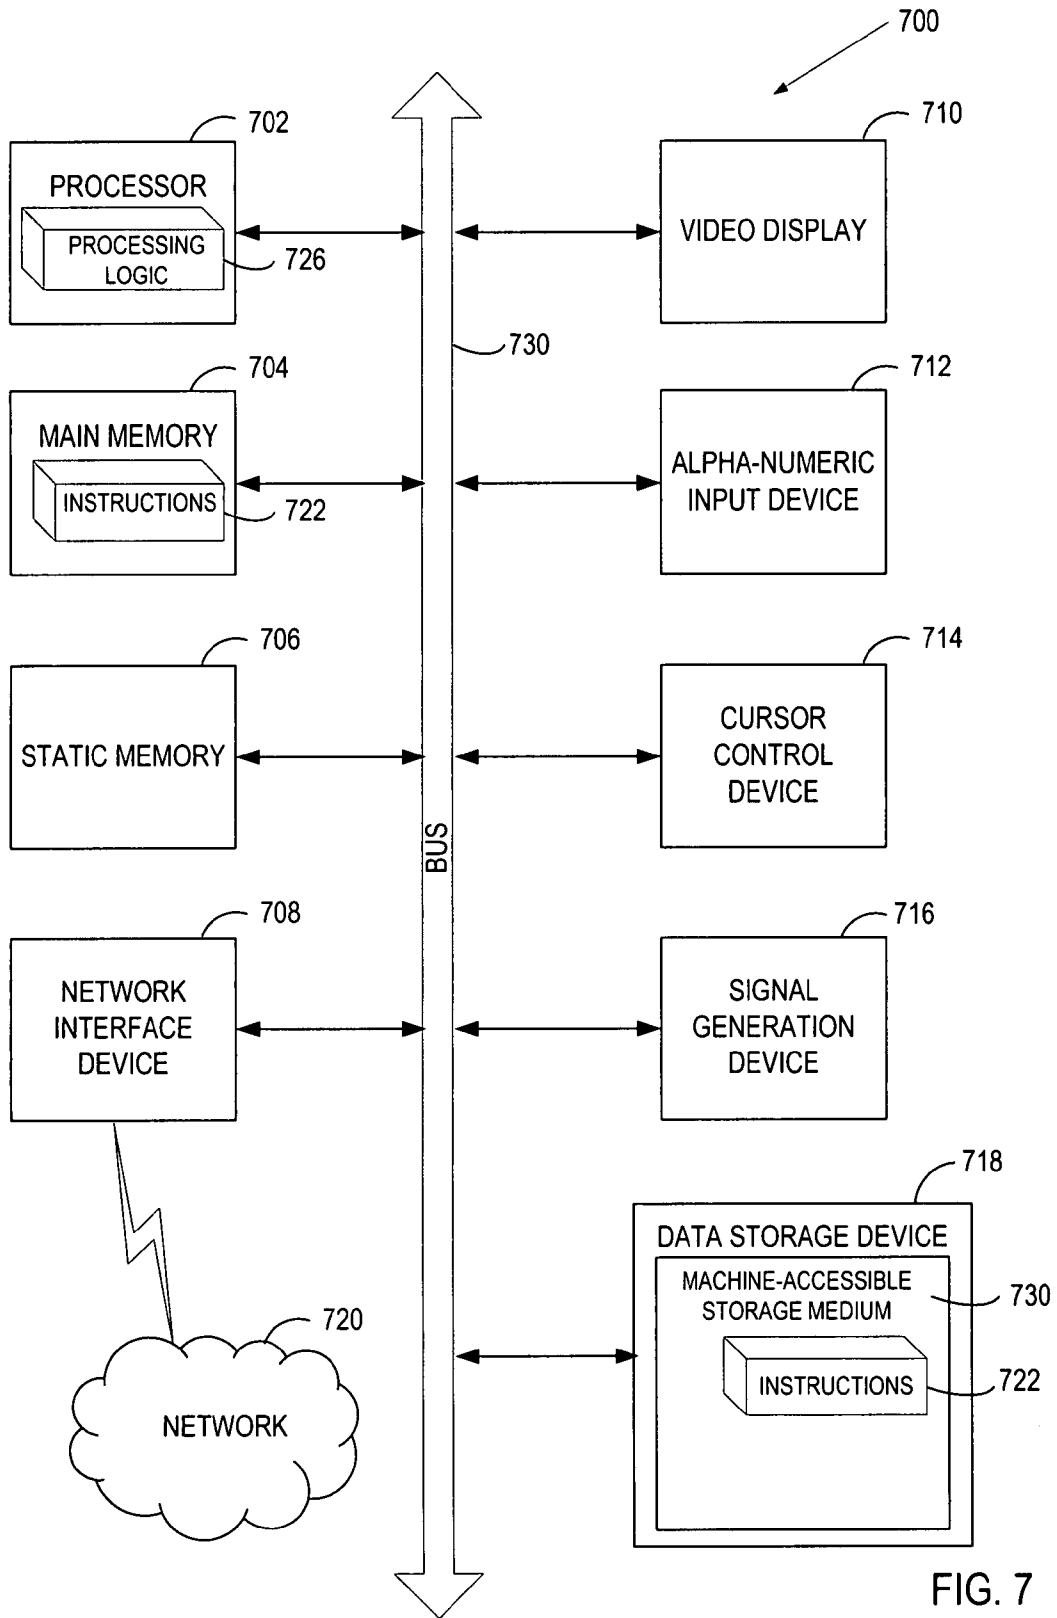 700
702
PROCESSOR
PROCESSING
LOGIC
726
710
VIDEO DISPLAY
730
704
MAIN MEMORY
INSTRUCTIONS
722
712
ALPHA-NUMERIC
INPUT DEVICE
706
STATIC MEMORY
714
CURSOR
CONTROL
DEVICE
BUS
708
NETWORK
INTERFACE
DEVICE
716
SIGNAL
GENERATION
DEVICE
718
DATA STORAGE DEVICE
MACHINE-ACCESSIBLE
STORAGE MEDIUM
730
INSTRUCTIONS
722
720
NETWORK
FIG. 7